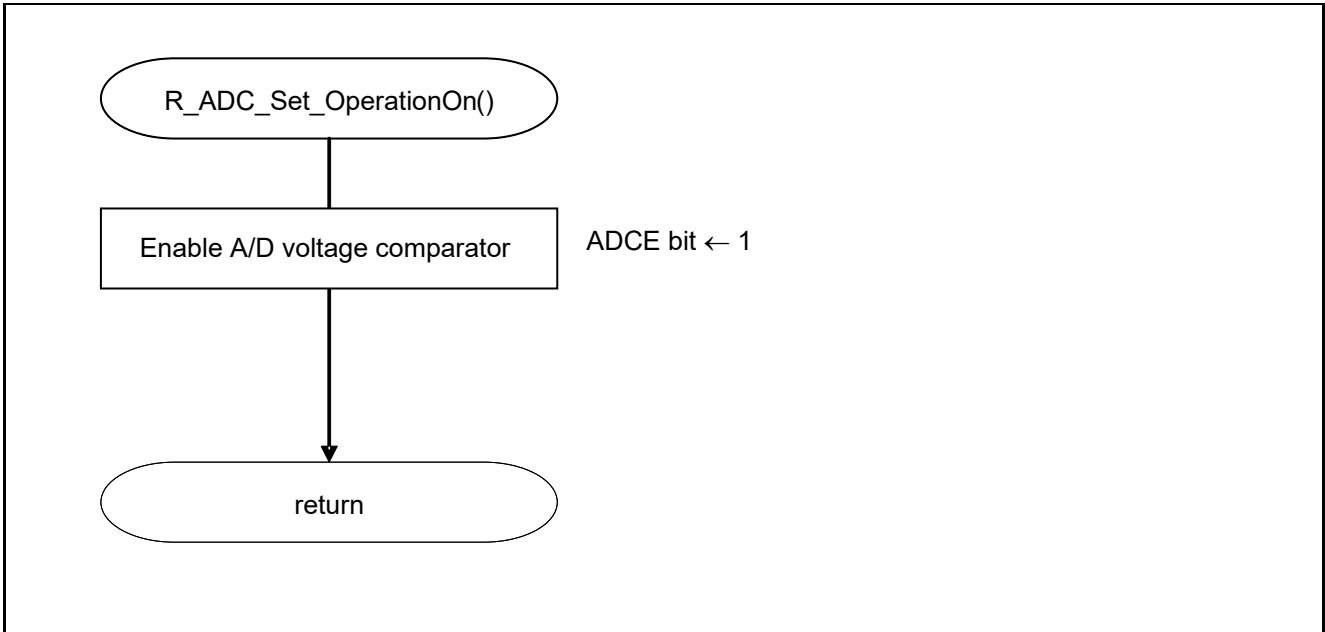 R_ADC_Set_OperationOn()
Enable A/D voltage comparator
ADCE bit ← 1
return